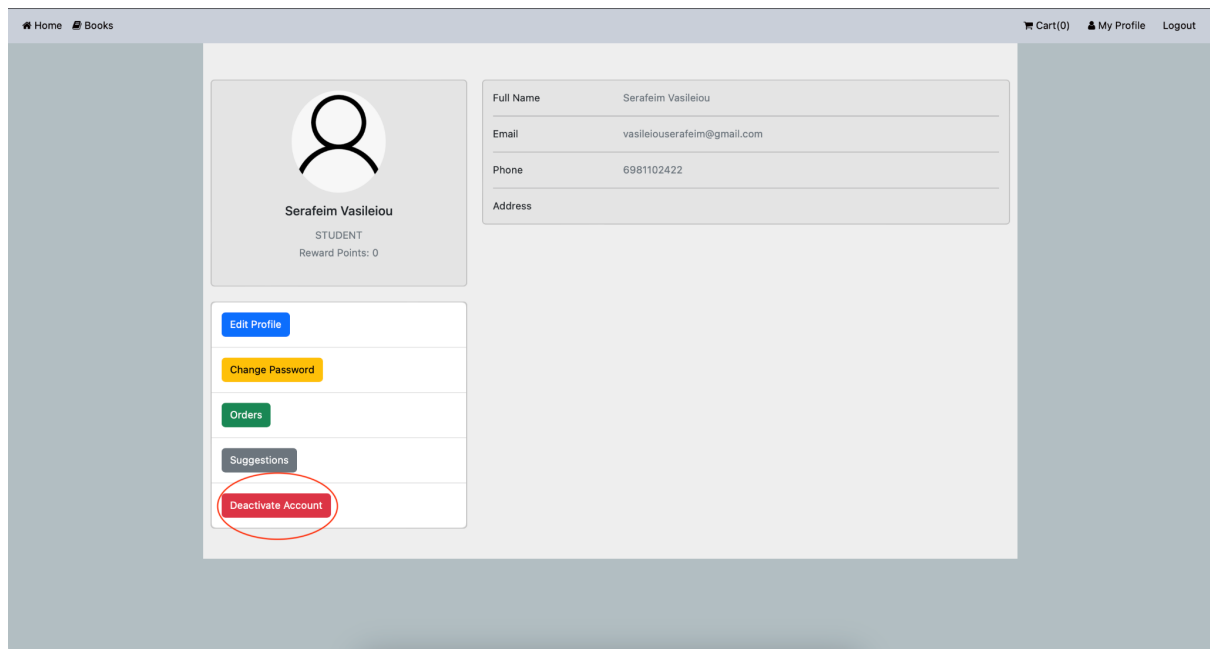 Home Books Cart(0) My Profile Logout
Serafeim Vasileiou
STUDENT
Reward Points: 0
Full Name Serafeim Vasileiou
Email vasileiouserafeim@gmail.com
Phone 6981102422
Address
Edit Profile
Change Password
Orders
Suggestions
Deactivate Account